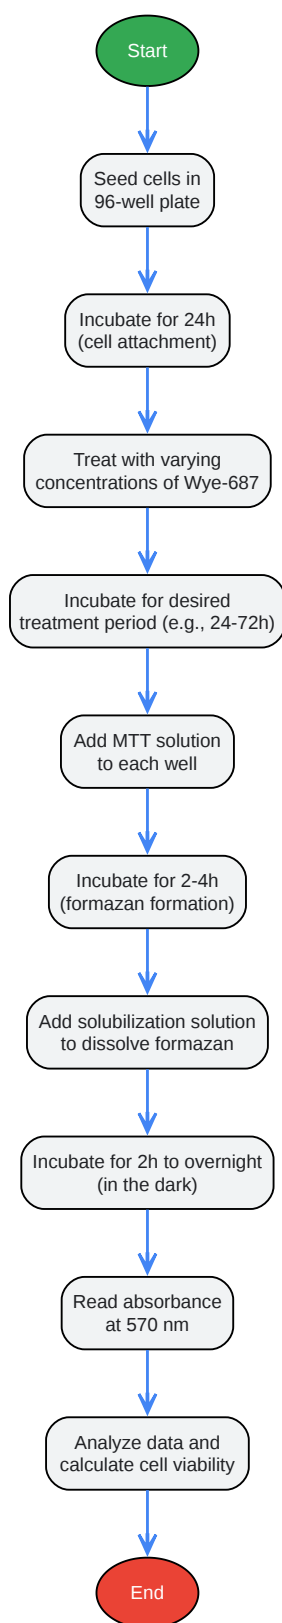 Start
Seed cells in
96-well plate
Incubate for 24h
(cell attachment)
Treat with varying
concentrations of Wye-687
Incubate for desired
treatment period (e.g., 24-72h)
Add MTT solution
to each well
Incubate for 2-4h
(formazan formation)
Add solubilization solution
to dissolve formazan
Incubate for 2h to overnight
(in the dark)
Read absorbance
at 570 nm
Analyze data and
calculate cell viability
End